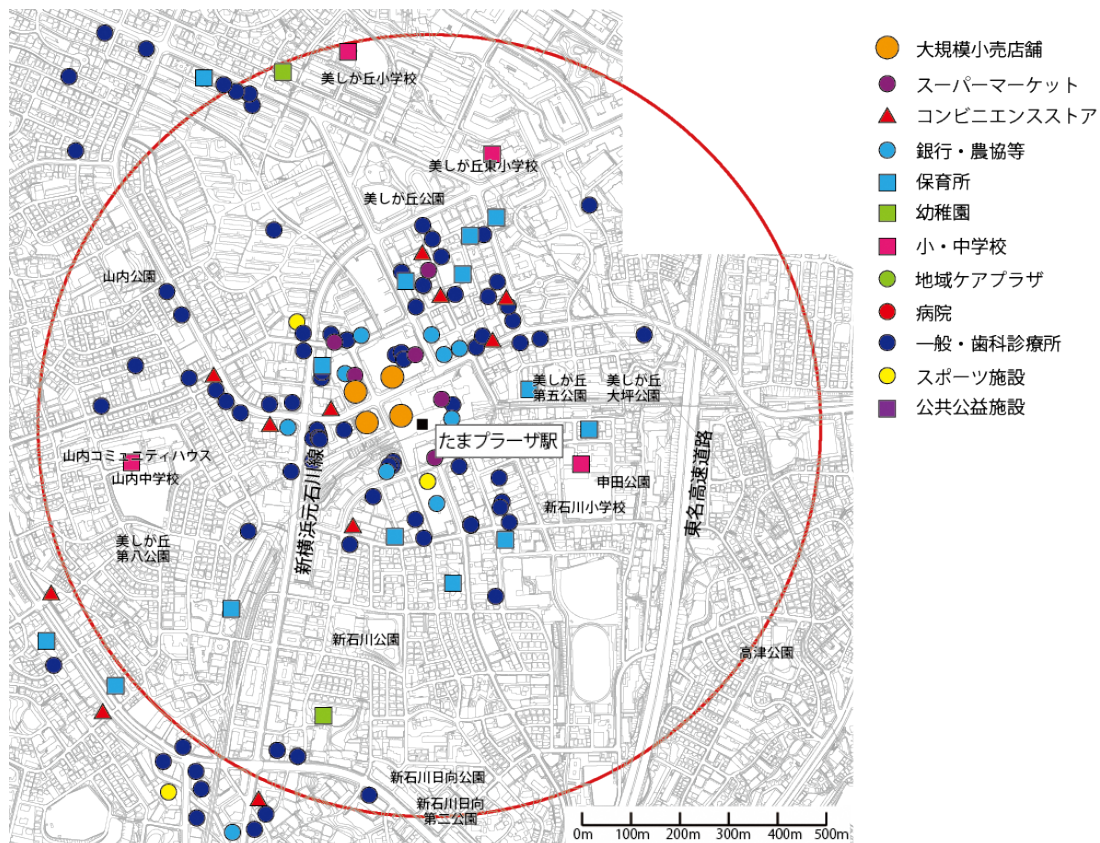 大規模小売店舗
スーパーマーケット
コンビニエンスストア
銀行・農協等
保育所
幼稚園
小・中学校
地域ケアプラザ
病院
一般・歯科診療所
スポーツ施設
公共公益施設
美しが丘小学校
美しが丘東小学校
美しが丘公園
山内公園
美しが丘
第五公園
美しが丘
大坪公園
たまプラーザ駅
山内コミュニティハウス
山内中学校
申田公園
新石川小学校
東名高速道路
新横浜元石川線
美しが丘
第八公園
新石川公園
高津公園
新石川日向公園
新石川日向
第二公園
0m 100m 200m 300m 400m 500m